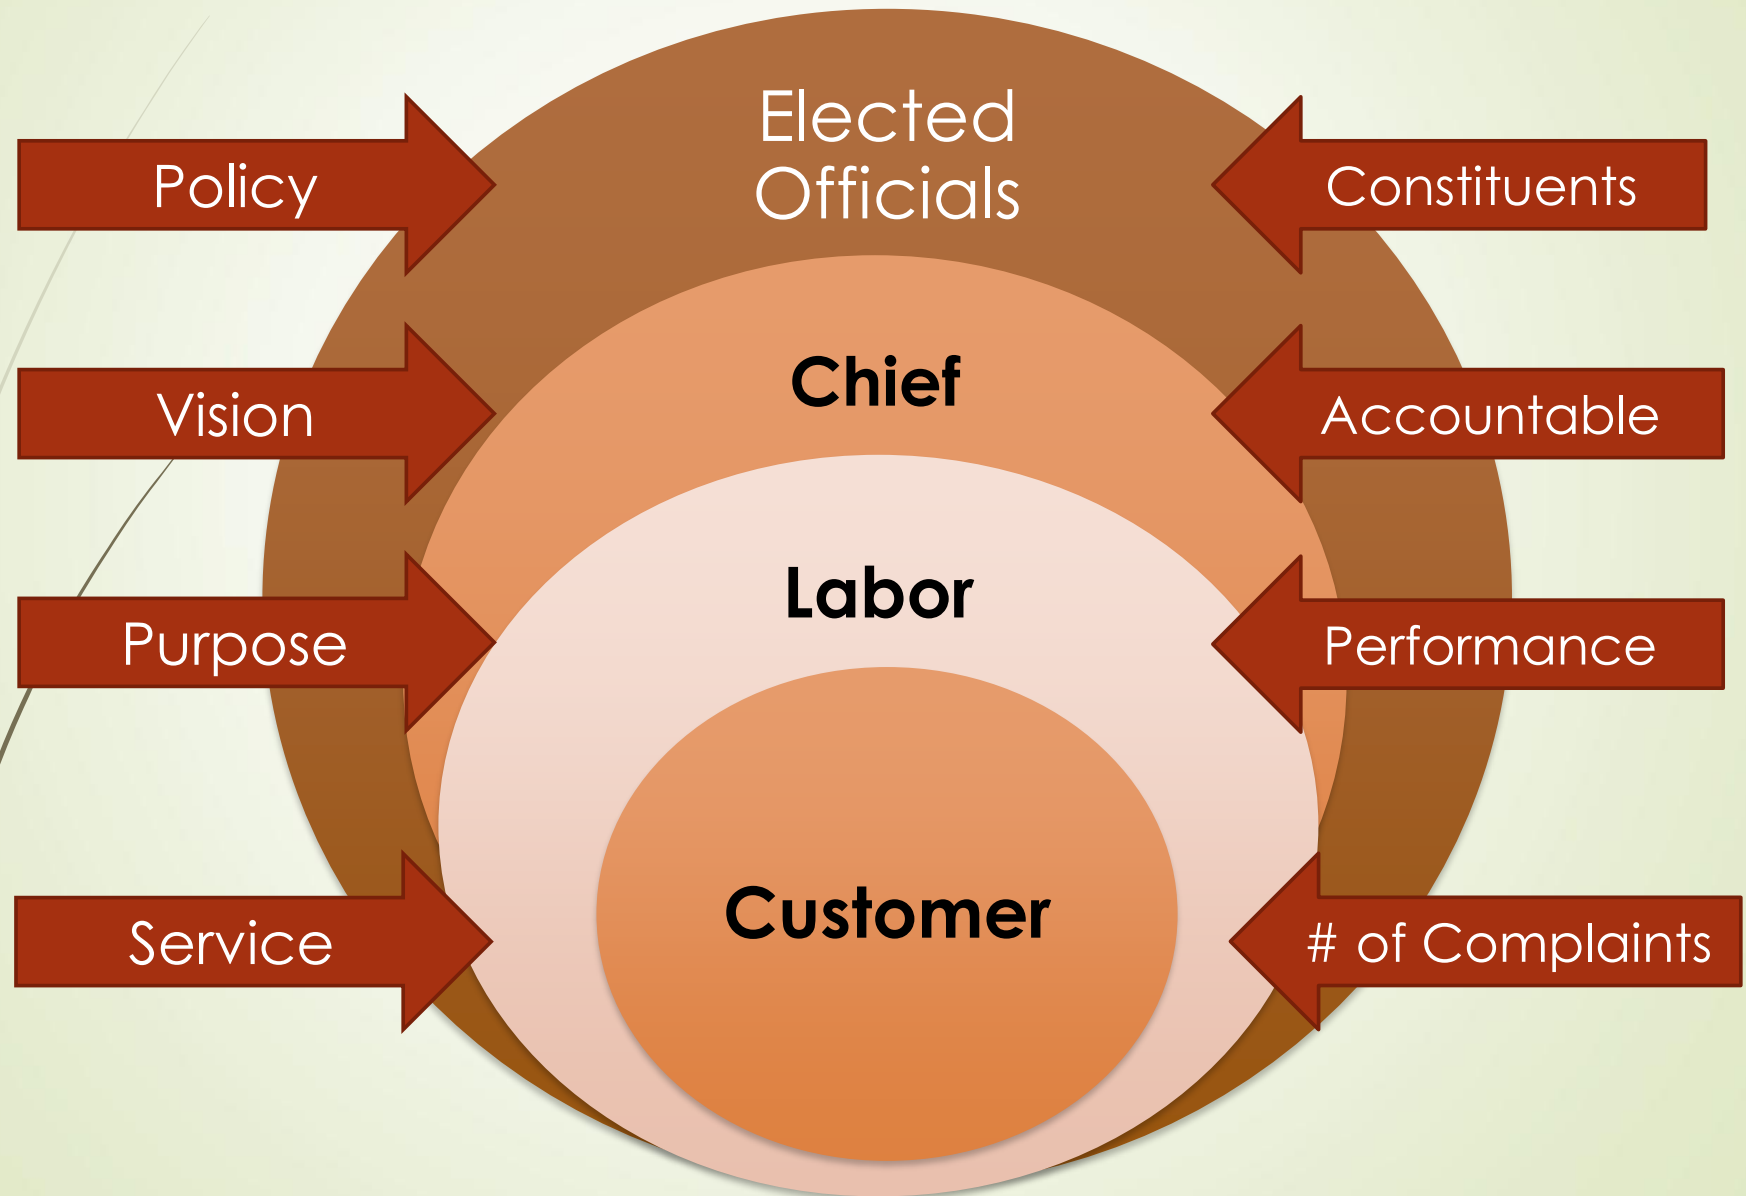 Elected
Officials
Policy
Constituents
Chief
Vision
Accountable
Labor
Purpose
Performance
Customer
Service
# of Complaints